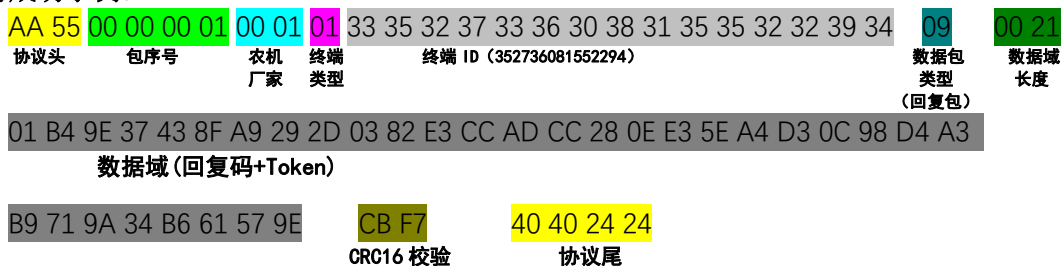 AA 55 00 00 00 01 00 01 01 33 35 32 37 33 36 30 38 31 35 35 32 32 39 34 09 00 21
协议头 包序号 农机厂家 终端类型 终端 ID（352736081552294） 数据包类型（回复包） 数据域长度
01 B4 9E 37 43 8F A9 29 2D 03 82 E3 CC AD CC 28 0E E3 5E A4 D3 0C 98 D4 A3
数据域(回复码+Token)
B9 71 9A 34 B6 61 57 9E CB F7 40 40 24 24
CRC16 校验 协议尾